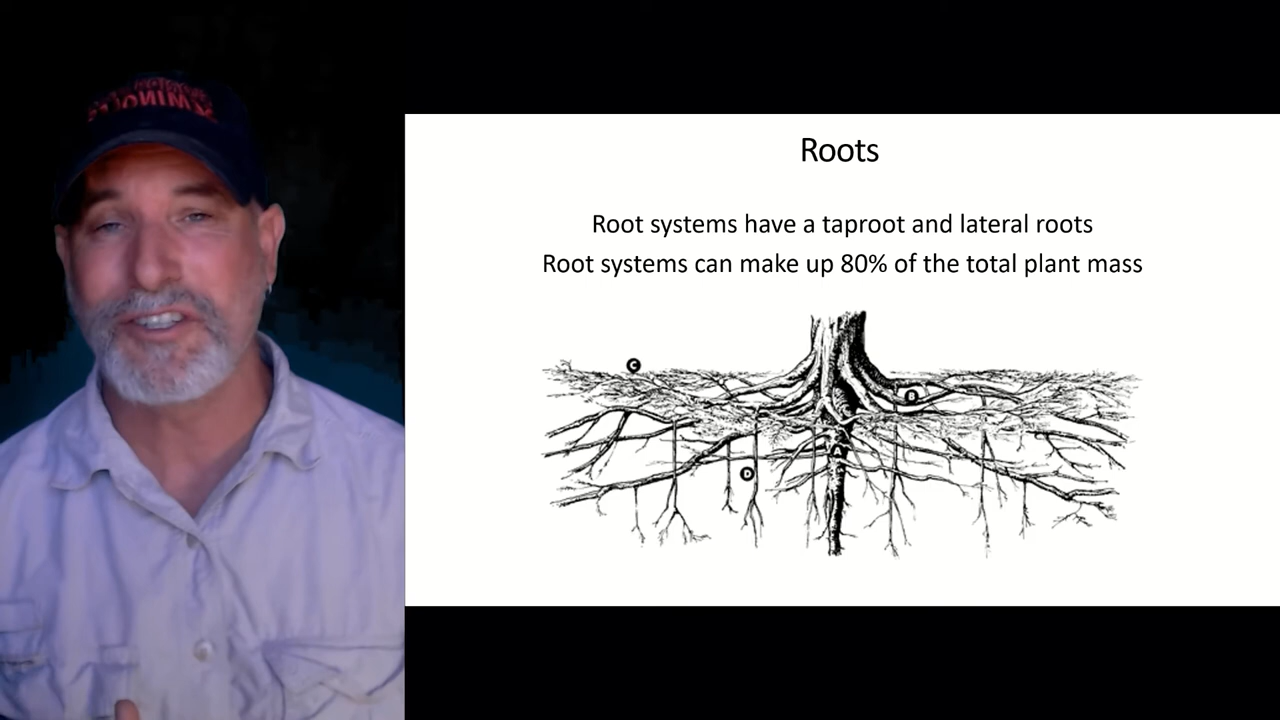 Roots
Root systems have a taproot and lateral roots
Root systems can make up 80% of the total plant mass
C
B
A
D